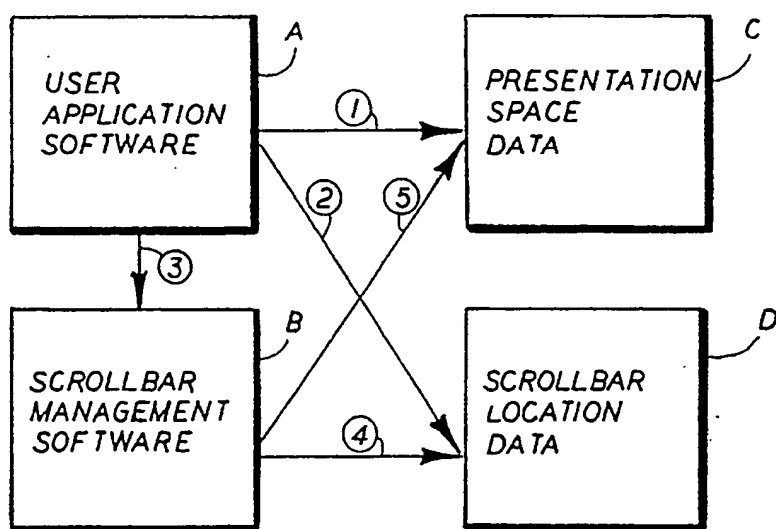 A
USER
APPLICATION
SOFTWARE
1
C
PRESENTATION
SPACE
DATA
2
5
3
B
SCROLLBAR
MANAGEMENT
SOFTWARE
4
D
SCROLLBAR
LOCATION
DATA